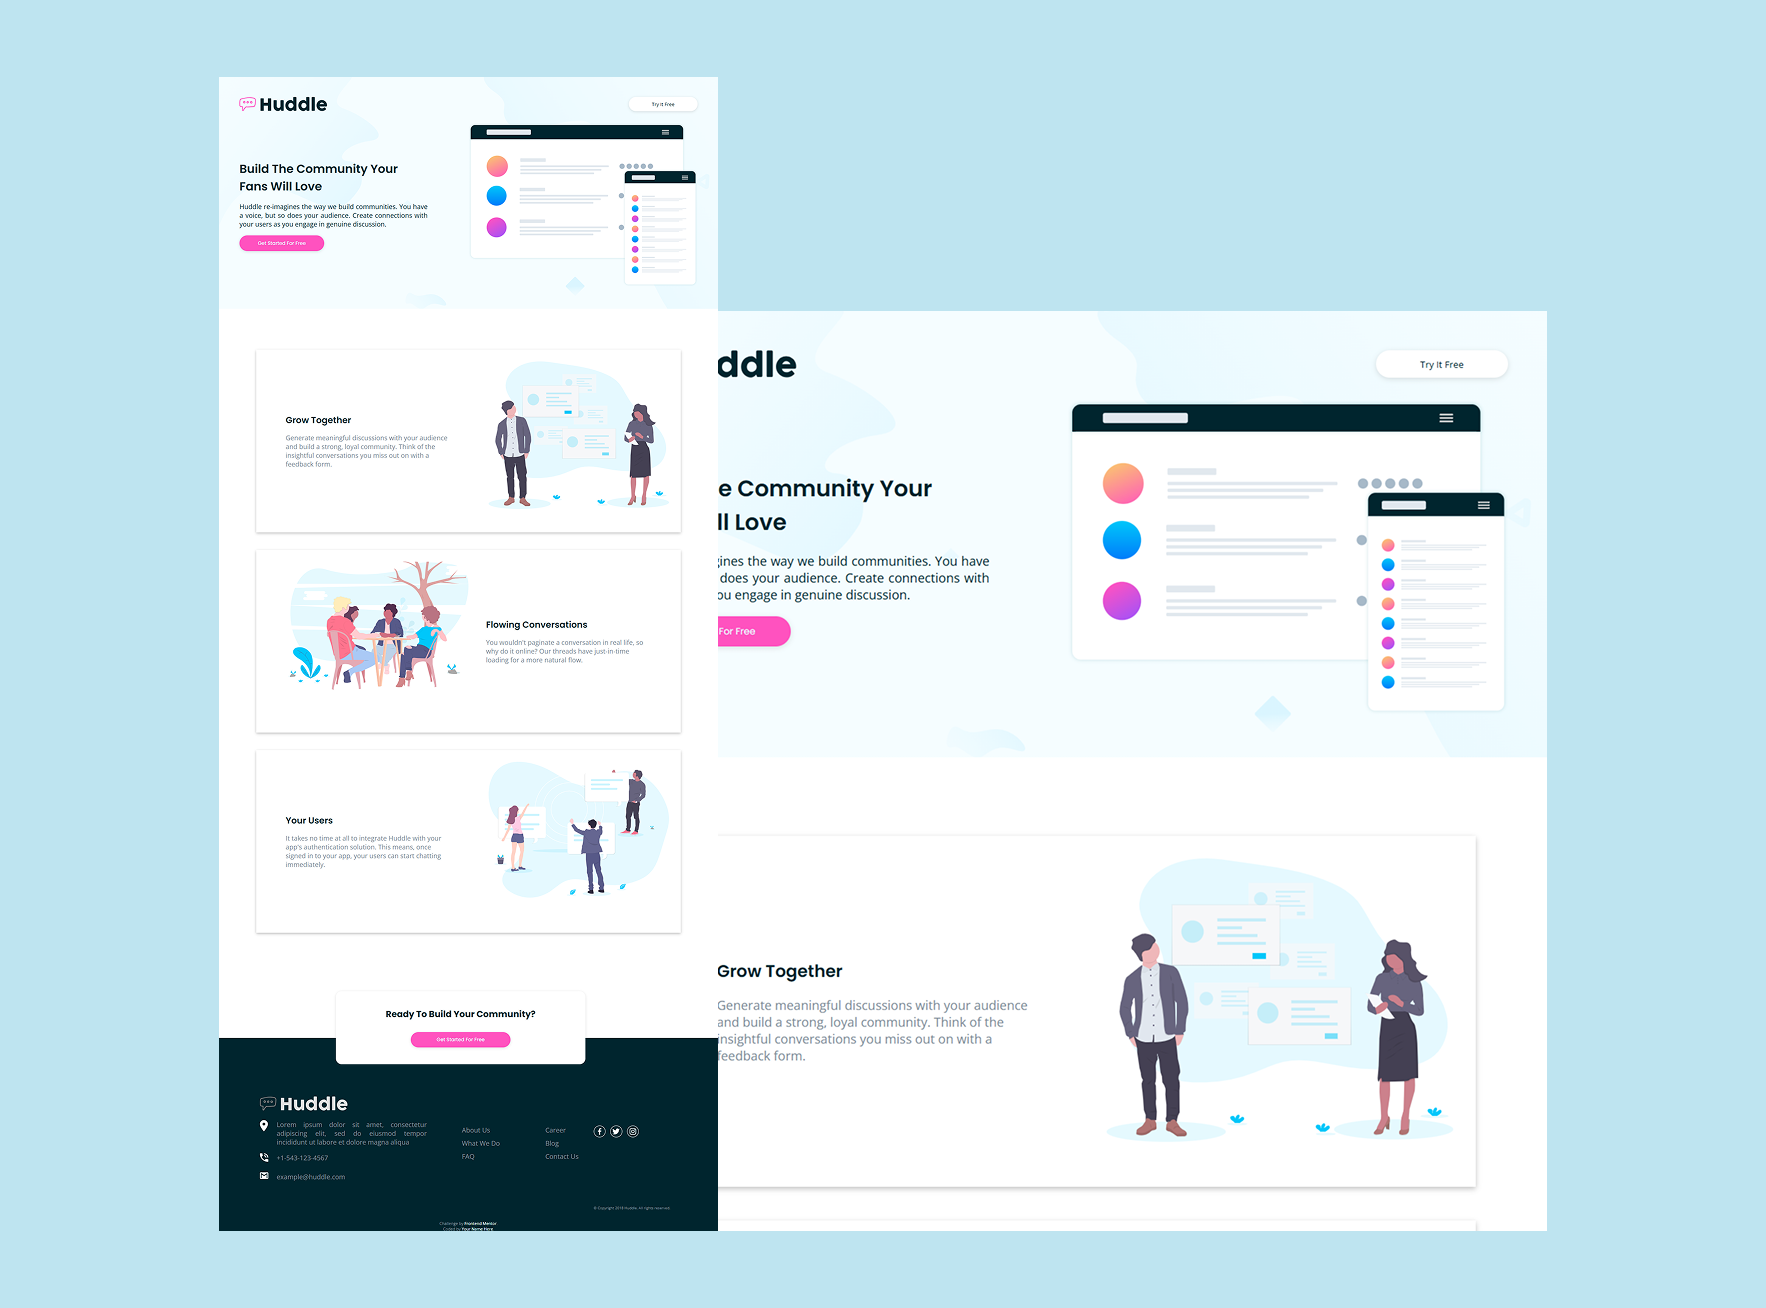 Huddle
Try It Free
Build The Community Your
Fans Will Love
Huddle re-imagines the way we build communities. You have
a voice, but so does your audience. Create connections with
your users as you engage in genuine discussion.
Get Started For Free
Grow Together
Generate meaningful discussions with your audience
and build a strong, loyal community. Think of the
insightful conversations you miss out on with a
feedback form.
Flowing Conversations
You wouldn't paginate a conversation in real life, so
why do it online? Our threads have just-in-time
loading for a more natural flow.
Your Users
It takes no time at all to integrate Huddle with your
app's authentication solution. This means, once
signed in to your app, your users can start chatting
immediately.
Ready To Build Your Community?
Get Started For Free
Huddle
Lorem ipsum dolor sit amet, consectetur
adipiscing elit, sed do eiusmod tempor
incididunt ut labore et dolore magna aliqua
+1-543-123-4567
example@huddle.com
About Us
What We Do
FAQ
Career
Blog
Contact Us
© Copyright 2018 Huddle. All rights reserved.
Challenge by Frontend Mentor
Coded by Your Name Here
ddle
Try It Free
e Community Your
ll Love
gines the way we build communities. You have
does your audience. Create connections with
ou engage in genuine discussion.
For Free
Grow Together
Generate meaningful discussions with your audience
and build a strong, loyal community. Think of the
insightful conversations you miss out on with a
feedback form.